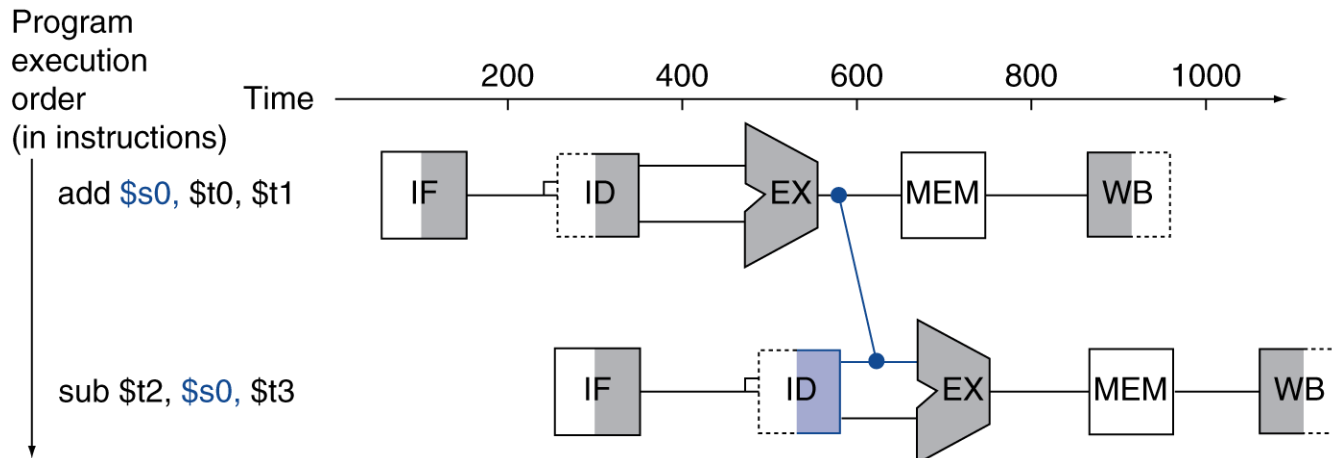 Program
execution
order
(in instructions)
Time
200 400 600 800 1000
add $s0, $t0, $t1
IF ID EX MEM WB
sub $t2, $s0, $t3
IF ID EX MEM WB